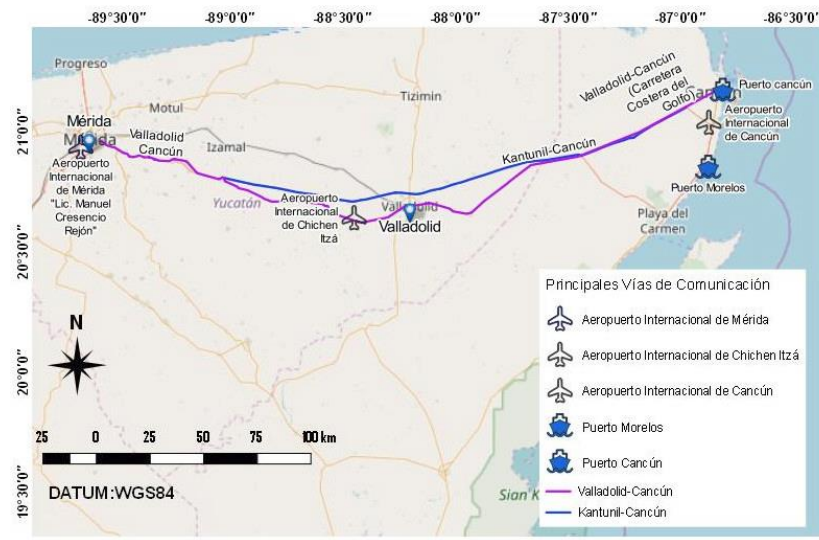 -89°30'0"
-89°0'0"
-88°30'0"
-88°0'0"
-87°30'0"
-87°0'0"
-86°30'0"
21°0'0"
20°30'0"
20°0'0"
19°30'0"
Progreso
Motul
Tizimin
Izamal
Mérida
Mérida
Aeropuerto
Internacional
de Mérida
"Lic. Manuel
Cresencio
Rejón"
Valladolid
Cancún
Yucatán
Aeropuerto
Internacional
de Chichen
Itzá
Valladolid
Valladolid
Kantunil-Cancún
Valladolid-Cancún
(Carretera
Costera del
Golfo)
Puerto cancún
Aeropuerto
Internacional
de Cancún
Puerto Morelos
Playa del
Carmen
N
25 0 25 50 75 100 km
DATUM:WGS84
Principales Vías de Comunicación
Aeropuerto Internacional de Mérida
Aeropuerto Internacional de Chichen Itzá
Aeropuerto Internacional de Cancún
Puerto Morelos
Puerto Cancún
Valladolid-Cancún
Kantunil-Cancún
Sian